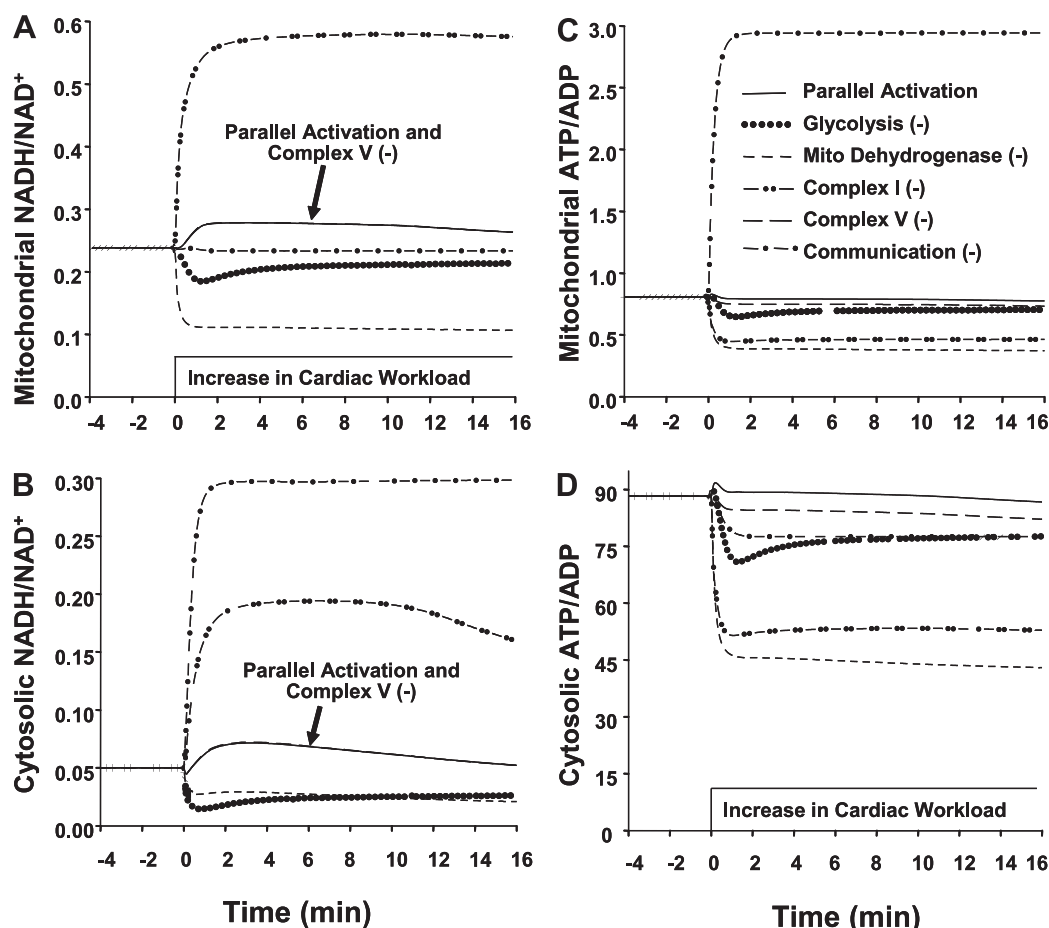 A
Mitochondrial NADH/NAD+
0.6
0.5
0.4
0.3
0.2
0.1
0.0
Parallel Activation and
Complex V (-)
Increase in Cardiac Workload
-4 -2 0 2 4 6 8 10 12 14 16
C
Mitochondrial ATP/ADP
3.0
2.5
2.0
1.5
1.0
0.5
0.0
Parallel Activation
Glycolysis (-)
Mito Dehydrogenase (-)
Complex I (-)
Complex V (-)
Communication (-)
-4 -2 0 2 4 6 8 10 12 14 16
B
Cytosolic NADH/NAD+
0.30
0.25
0.20
0.15
0.10
0.05
0.00
Parallel Activation and
Complex V (-)
-4 -2 0 2 4 6 8 10 12 14 16
Time (min)
D
Cytosolic ATP/ADP
90
75
60
45
30
15
0
Increase in Cardiac Workload
-4 -2 0 2 4 6 8 10 12 14 16
Time (min)